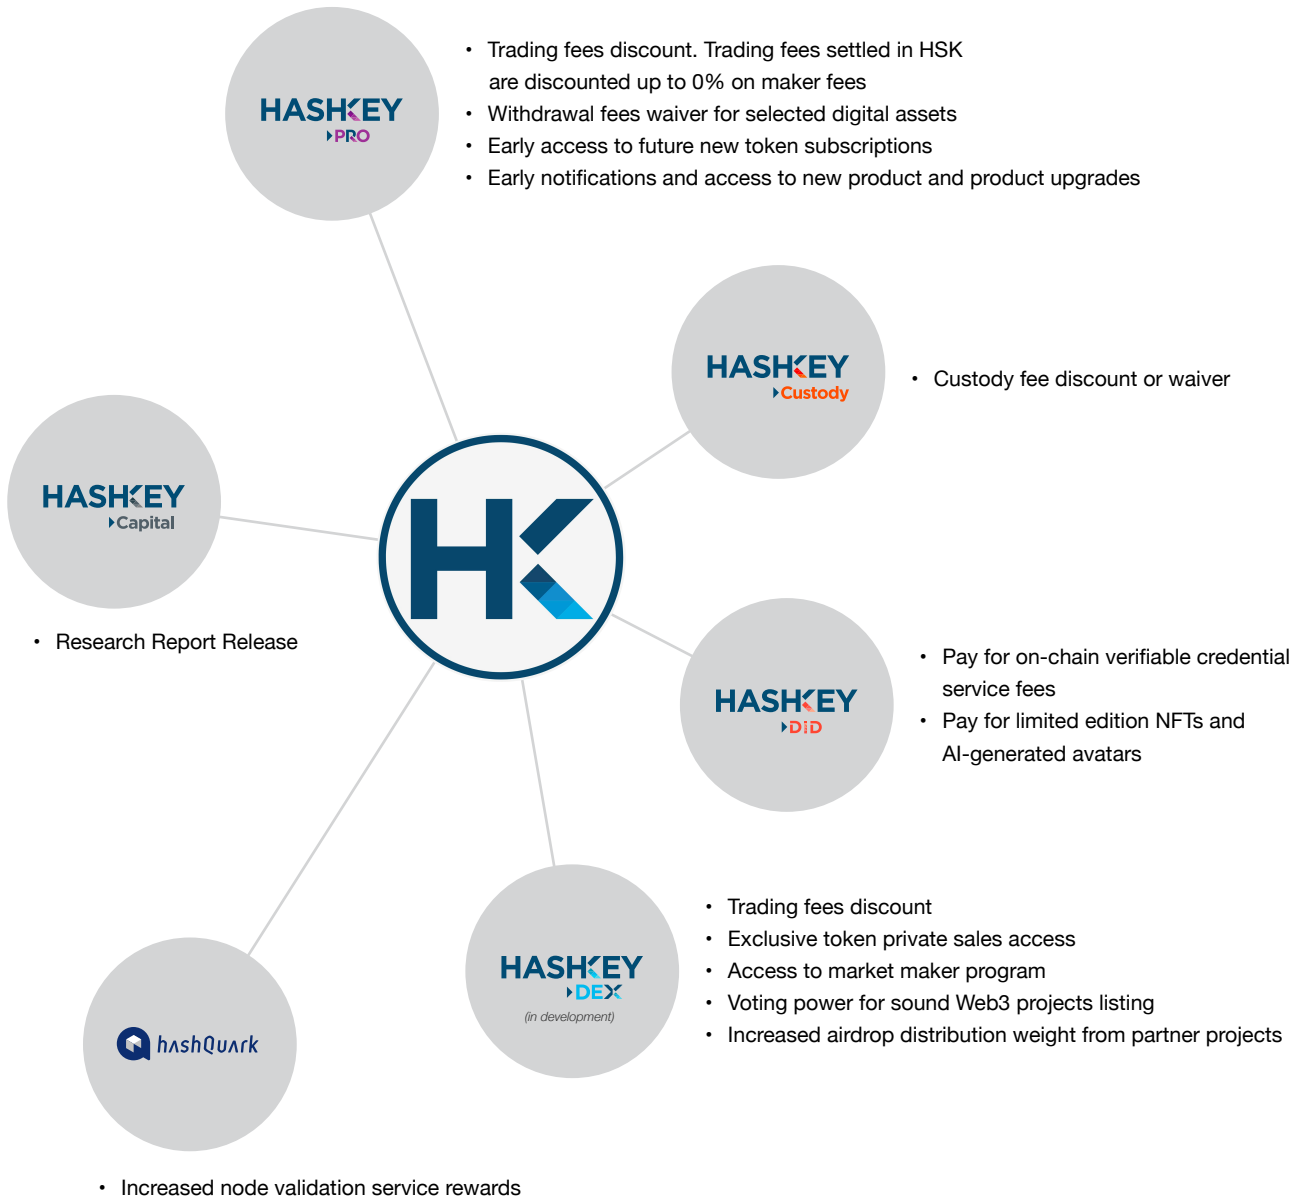 HASHKEY
PRO
• Trading fees discount. Trading fees settled in HSK
are discounted up to 0% on maker fees
• Withdrawal fees waiver for selected digital assets
• Early access to future new token subscriptions
• Early notifications and access to new product and product upgrades
HASHKEY
Custody
• Custody fee discount or waiver
HASHKEY
Capital
• Research Report Release
HK
HASHKEY
DID
• Pay for on-chain verifiable credential
service fees
• Pay for limited edition NFTs and
AI-generated avatars
HASHKEY
DEX
(in development)
• Trading fees discount
• Exclusive token private sales access
• Access to market maker program
• Voting power for sound Web3 projects listing
• Increased airdrop distribution weight from partner projects
hashQuark
• Increased node validation service rewards